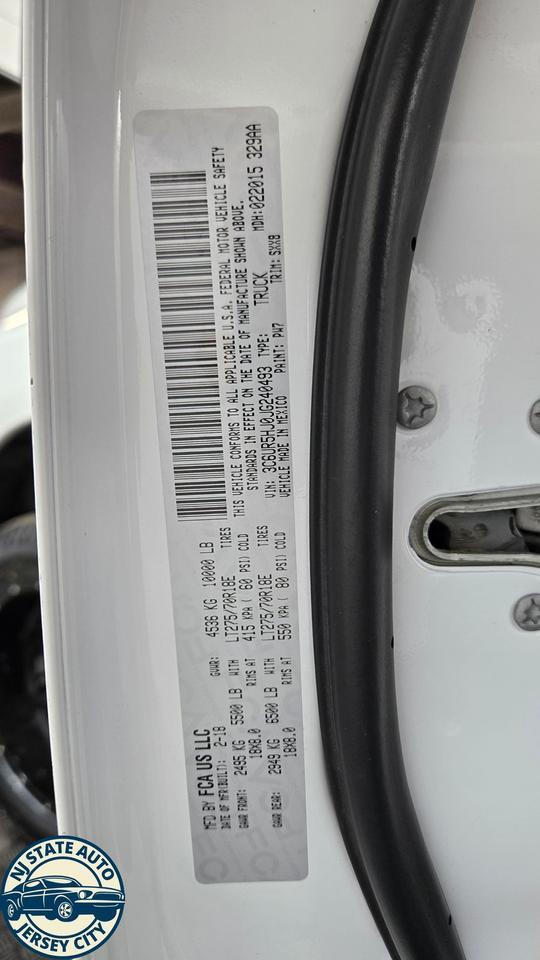 MFD BY FCA US LLC
DATE OF MFR(BUILT): 2-18 GVWR: 4536 KG 10000 LB
GAWR FRONT: 2495 KG 5500 LB WITH LT275/70R18E TIRES
18X8.0 RIMS AT 415 KPA ( 60 PSI) COLD
GAWR REAR: 2949 KG 6500 LB WITH LT275/70R18E TIRES
18X8.0 RIMS AT 550 KPA ( 80 PSI) COLD
THIS VEHICLE CONFORMS TO ALL APPLICABLE U.S.A. FEDERAL MOTOR VEHICLE SAFETY
STANDARDS IN EFFECT ON THE DATE OF MANUFACTURE SHOWN ABOVE.
VIN: 3C6UR5HJ0JG240493 TYPE: TRUCK MDH:022015 329AA
VEHICLE MADE IN MEXICO PAINT: PW7 TRIM: SXX8
NJ STATE AUTO
JERSEY CITY